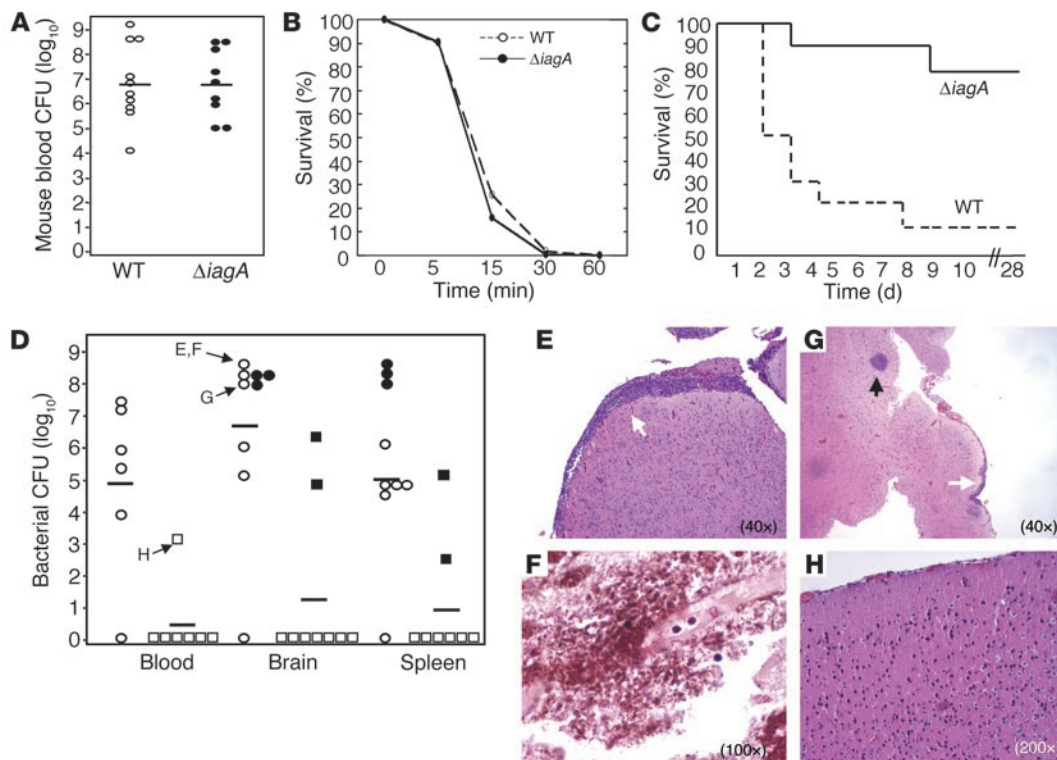 A
Mouse blood CFU (log10)
9
8
7
6
5
4
3
2
1
0
WT
ΔiagA
B
Survival (%)
100
90
80
70
60
50
40
30
20
10
0
WT
ΔiagA
0 5 15 30 60
Time (min)
C
Survival (%)
100
90
80
70
60
50
40
30
20
10
0
ΔiagA
WT
1 2 3 4 5 6 7 8 9 10 // 28
Time (d)
D
Bacterial CFU (log10)
9
8
7
6
5
4
3
2
1
0
E,F
G
H
Blood Brain Spleen
E
(40×)
G
(40×)
F
(100×)
H
(200×)